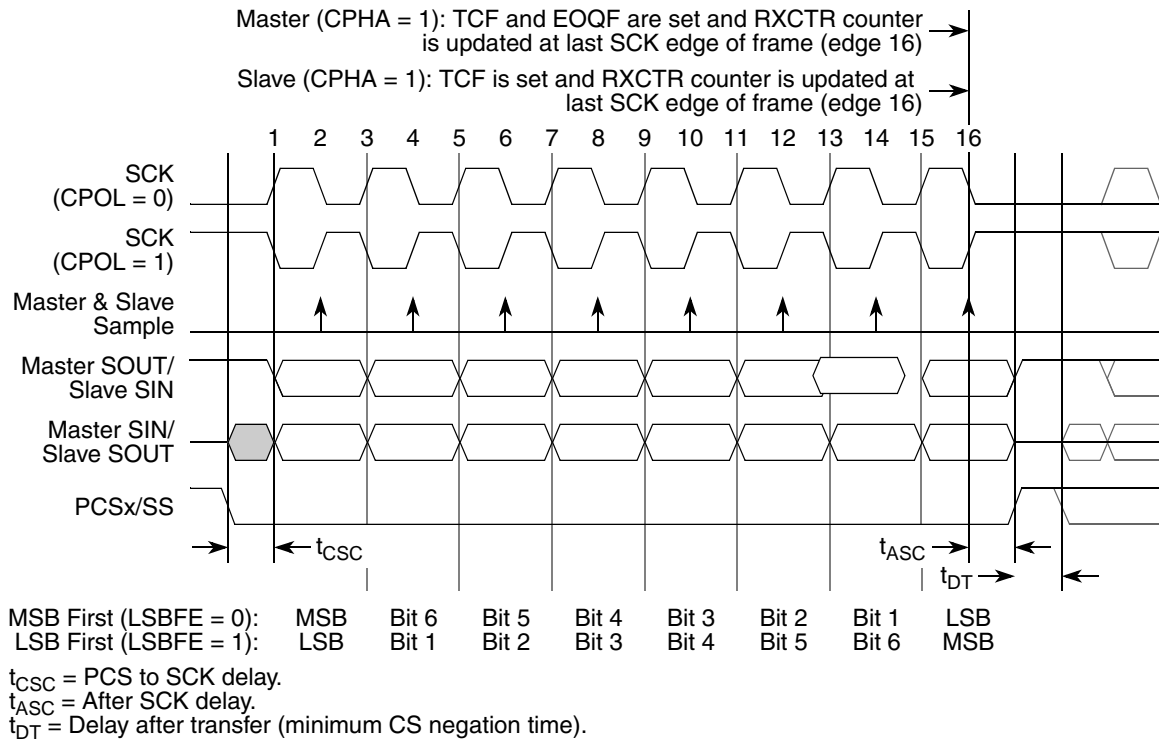 Master (CPHA = 1): TCF and EOQF are set and RXCTR counter
is updated at last SCK edge of frame (edge 16)
Slave (CPHA = 1): TCF is set and RXCTR counter is updated at
last SCK edge of frame (edge 16)
1 2 3 4 5 6 7 8 9 10 11 12 13 14 15 16
SCK
(CPOL = 0)
SCK
(CPOL = 1)
Master & Slave
Sample
Master SOUT/
Slave SIN
Master SIN/
Slave SOUT
PCSx/SS
tCSC tASC
tDT
MSB First (LSBFE = 0): MSB Bit 6 Bit 5 Bit 4 Bit 3 Bit 2 Bit 1 LSB
LSB First (LSBFE = 1): LSB Bit 1 Bit 2 Bit 3 Bit 4 Bit 5 Bit 6 MSB
tCSC = PCS to SCK delay.
tASC = After SCK delay.
tDT = Delay after transfer (minimum CS negation time).